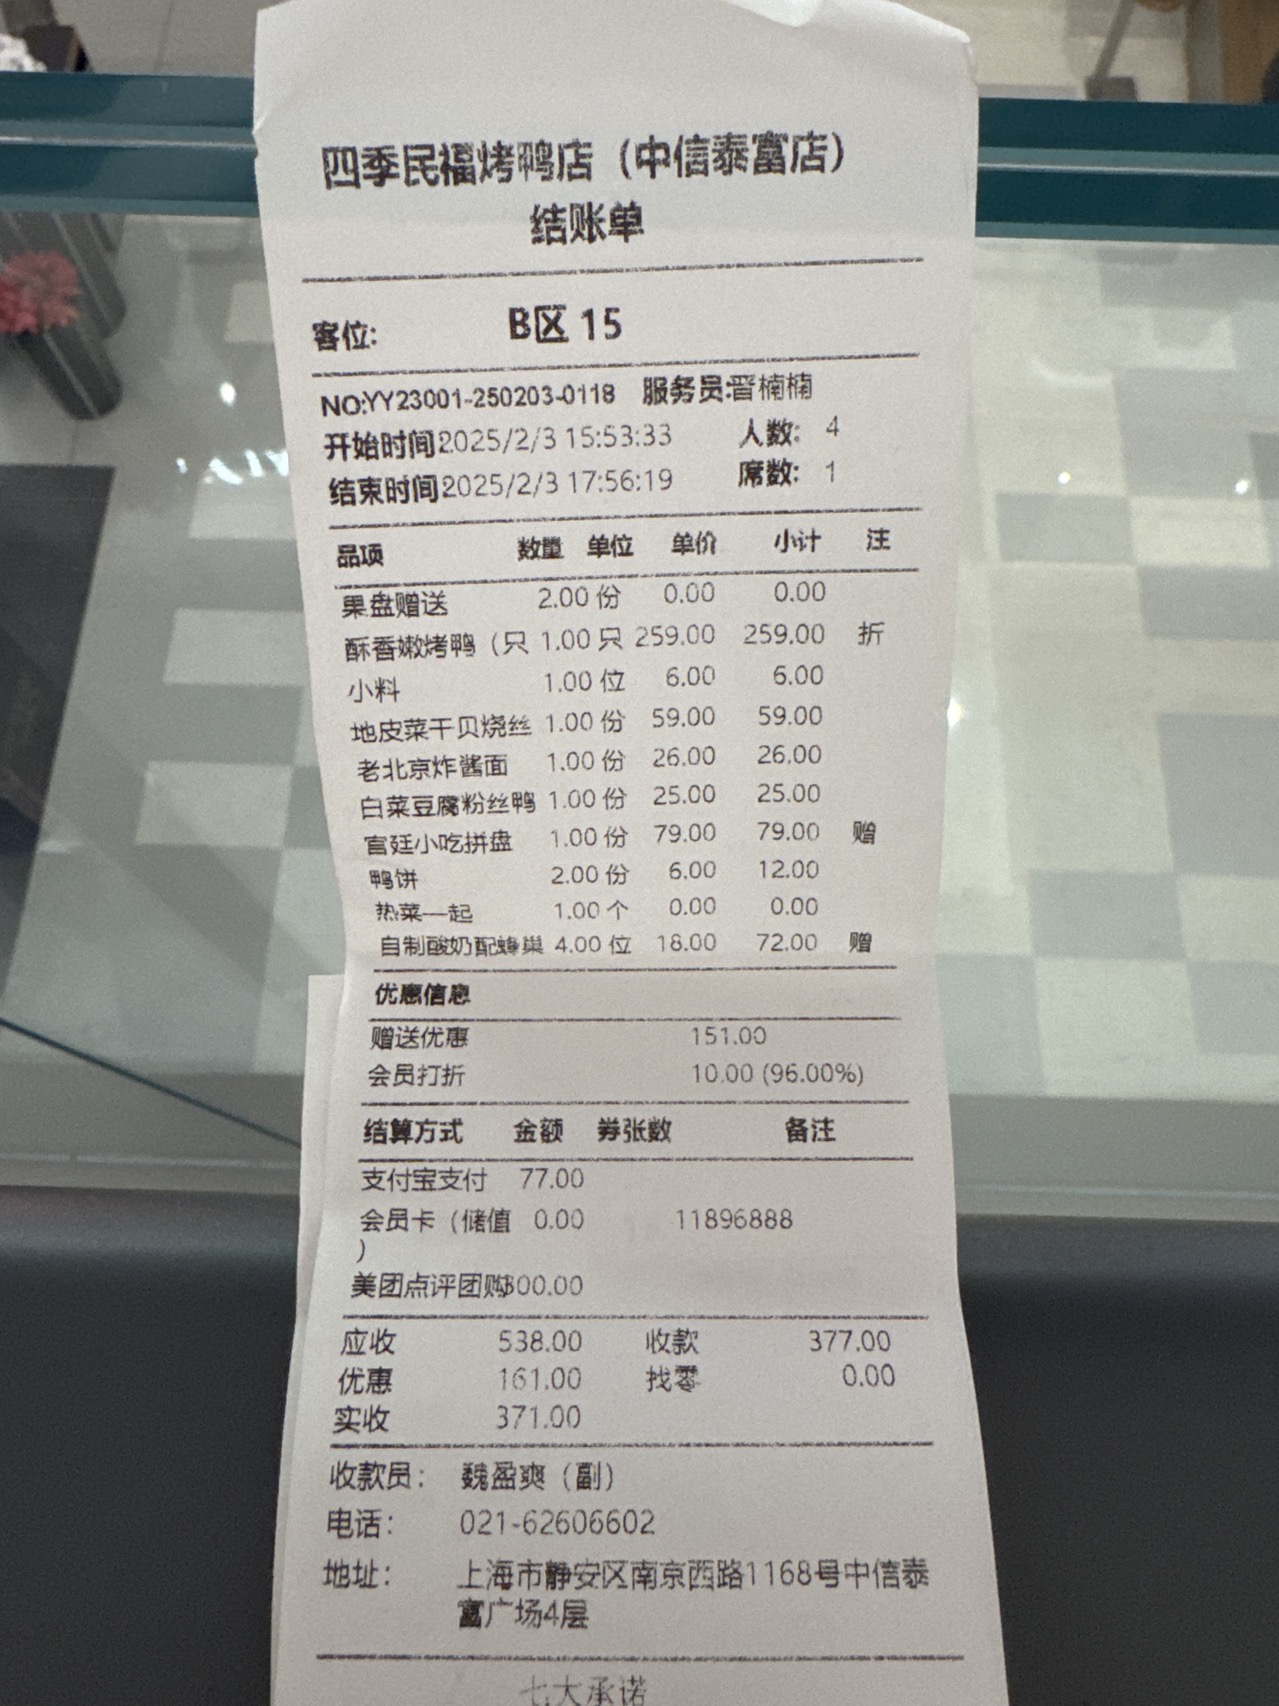 四季民福烤鸭店（中信泰富店）
结账单
客位: B区 15
NO:YY23001-250203-0118 服务员:晋楠楠
开始时间2025/2/3 15:53:33 人数: 4
结束时间2025/2/3 17:56:19 席数: 1
品项 数量 单位 单价 小计 注
果盘赠送 2.00 份 0.00 0.00
酥香嫩烤鸭（只 1.00 只 259.00 259.00 折
小料 1.00 位 6.00 6.00
地皮菜干贝烧丝 1.00 份 59.00 59.00
老北京炸酱面 1.00 份 26.00 26.00
白菜豆腐粉丝鸭 1.00 份 25.00 25.00
宫廷小吃拼盘 1.00 份 79.00 79.00 赠
鸭饼 2.00 份 6.00 12.00
热菜一起 1.00 个 0.00 0.00
自制酸奶配蜂巢 4.00 位 18.00 72.00 赠
优惠信息
赠送优惠 151.00
会员打折 10.00 (96.00%)
结算方式 金额 券张数 备注
支付宝支付 77.00
会员卡（储值 0.00 11896888
）
美团点评团购300.00
应收 538.00 收款 377.00
优惠 161.00 找零 0.00
实收 371.00
收款员: 魏盈爽（副）
电话: 021-62606602
地址: 上海市静安区南京西路1168号中信泰
富广场4层
七大承诺